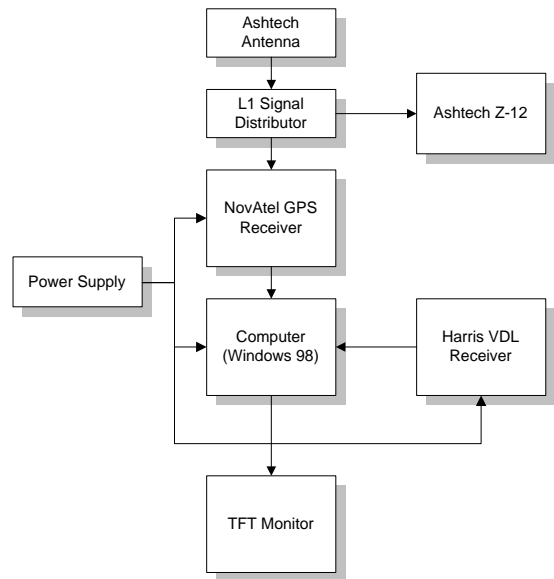 Ashtech
Antenna
L1 Signal
Distributor
Ashtech Z-12
NovAtel GPS
Receiver
Power Supply
Computer
(Windows 98)
Harris VDL
Receiver
TFT Monitor